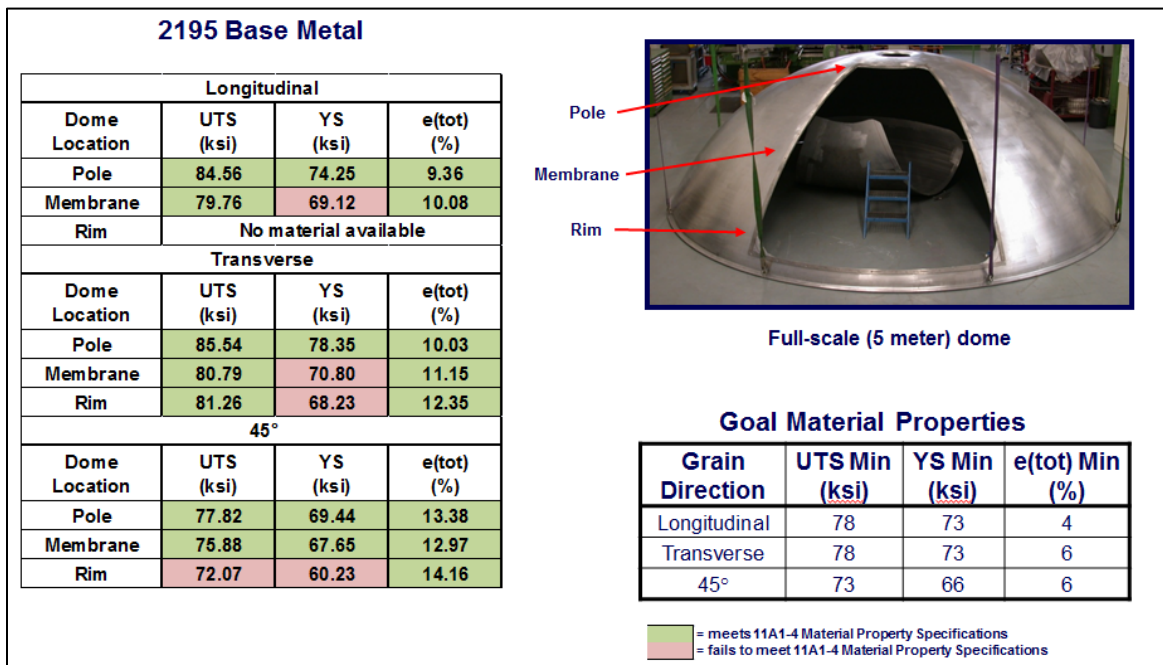 2195 Base Metal
Longitudinal
Dome Location UTS (ksi) YS (ksi) e(tot) (%)
Pole 84.56 74.25 9.36
Membrane 79.76 69.12 10.08
Rim No material available
Transverse
Dome Location UTS (ksi) YS (ksi) e(tot) (%)
Pole 85.54 78.35 10.03
Membrane 80.79 70.80 11.15
Rim 81.26 68.23 12.35
45°
Dome Location UTS (ksi) YS (ksi) e(tot) (%)
Pole 77.82 69.44 13.38
Membrane 75.88 67.65 12.97
Rim 72.07 60.23 14.16
Pole
Membrane
Rim
Full-scale (5 meter) dome
Goal Material Properties
Grain Direction UTS Min (ksi) YS Min (ksi) e(tot) Min (%)
Longitudinal 78 73 4
Transverse 78 73 6
45° 73 66 6
= meets 11A1-4 Material Property Specifications
= fails to meet 11A1-4 Material Property Specifications